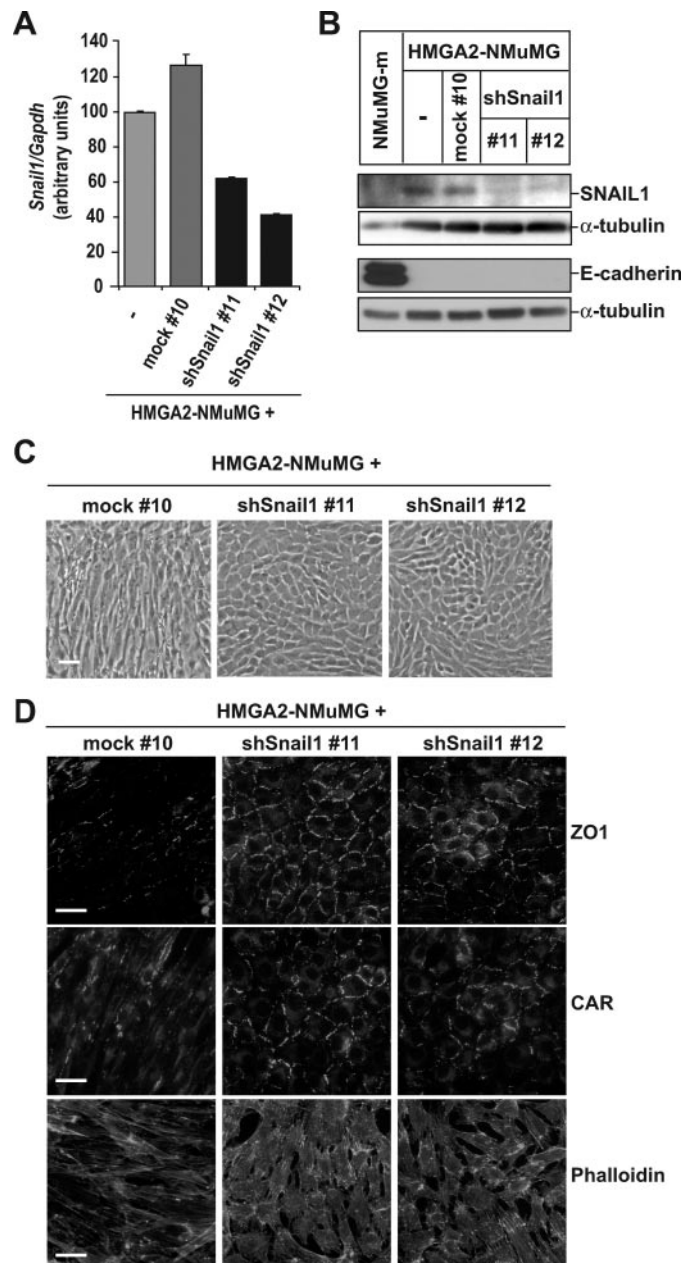 A
Snail1/Gapdh
(arbitrary units)
140
120
100
80
60
40
20
0
-
mock #10
shSnail1 #11
shSnail1 #12
HMGA2-NMuMG +
B
NMuMG-m
HMGA2-NMuMG
-
mock #10
shSnail1
#11
#12
SNAIL1
α-tubulin
E-cadherin
α-tubulin
C
HMGA2-NMuMG +
mock #10
shSnail1 #11
shSnail1 #12
D
HMGA2-NMuMG +
mock #10
shSnail1 #11
shSnail1 #12
ZO1
CAR
Phalloidin